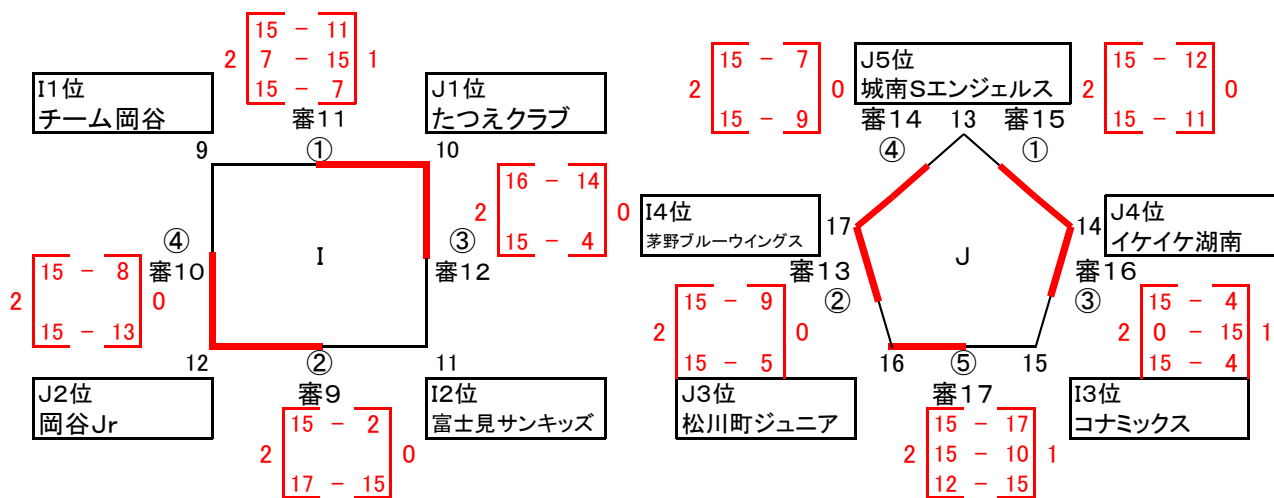 15 - 11
2 7 - 15 1
15 - 7
I1位
チーム岡谷
審11
①
J1位
たつえクラブ
9
10
16 - 14
2 0
15 - 4
③
審12
④
審10
I
15 - 8
2 0
15 - 13
12
②
11
J2位
岡谷Jr
審9
I2位
富士見サンキッズ
15 - 2
2 0
17 - 15
15 - 7
2 0
15 - 9
J5位
城南Sエンジェルス
審14
13
審15
④
①
15 - 12
2 0
15 - 11
I4位
茅野ブルーウイングス
17
14
J4位
イケイケ湖南
審13
②
J
審16
③
15 - 9
2 0
15 - 5
15 - 4
2 0 - 15 1
15 - 4
16
⑤
15
J3位
松川町ジュニア
審17
I3位
コナミックス
15 - 17
2 15 - 10 1
12 - 15